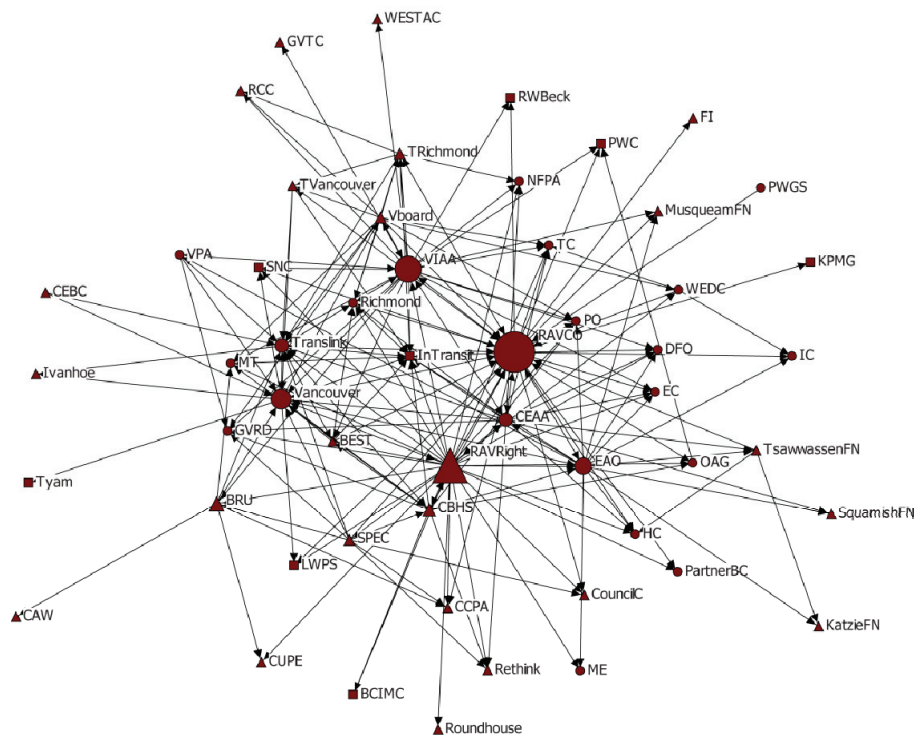 WESTAC
GVTC
RCC
RWBeck
FI
TRichmond
PWC
NFPA
TVancouver
PWGS
Vboard
MusqueamFN
VPA
SNC
VIAA
TC
KPMG
CEBC
Richmond
WEDC
PO
RAVCO
Translink
InTransit
DFO
IC
MT
Ivanhoe
Vancouver
EC
CEAA
GVRD
BEST
RAVRight
EAO
OAG
TsawwassenFN
Tyam
BRU
CBHS
SquamishFN
SPEC
HC
LWPS
PartnerBC
CouncilC
CCPA
CAW
KatzieFN
CUPE
Rethink
ME
BCIMC
Roundhouse